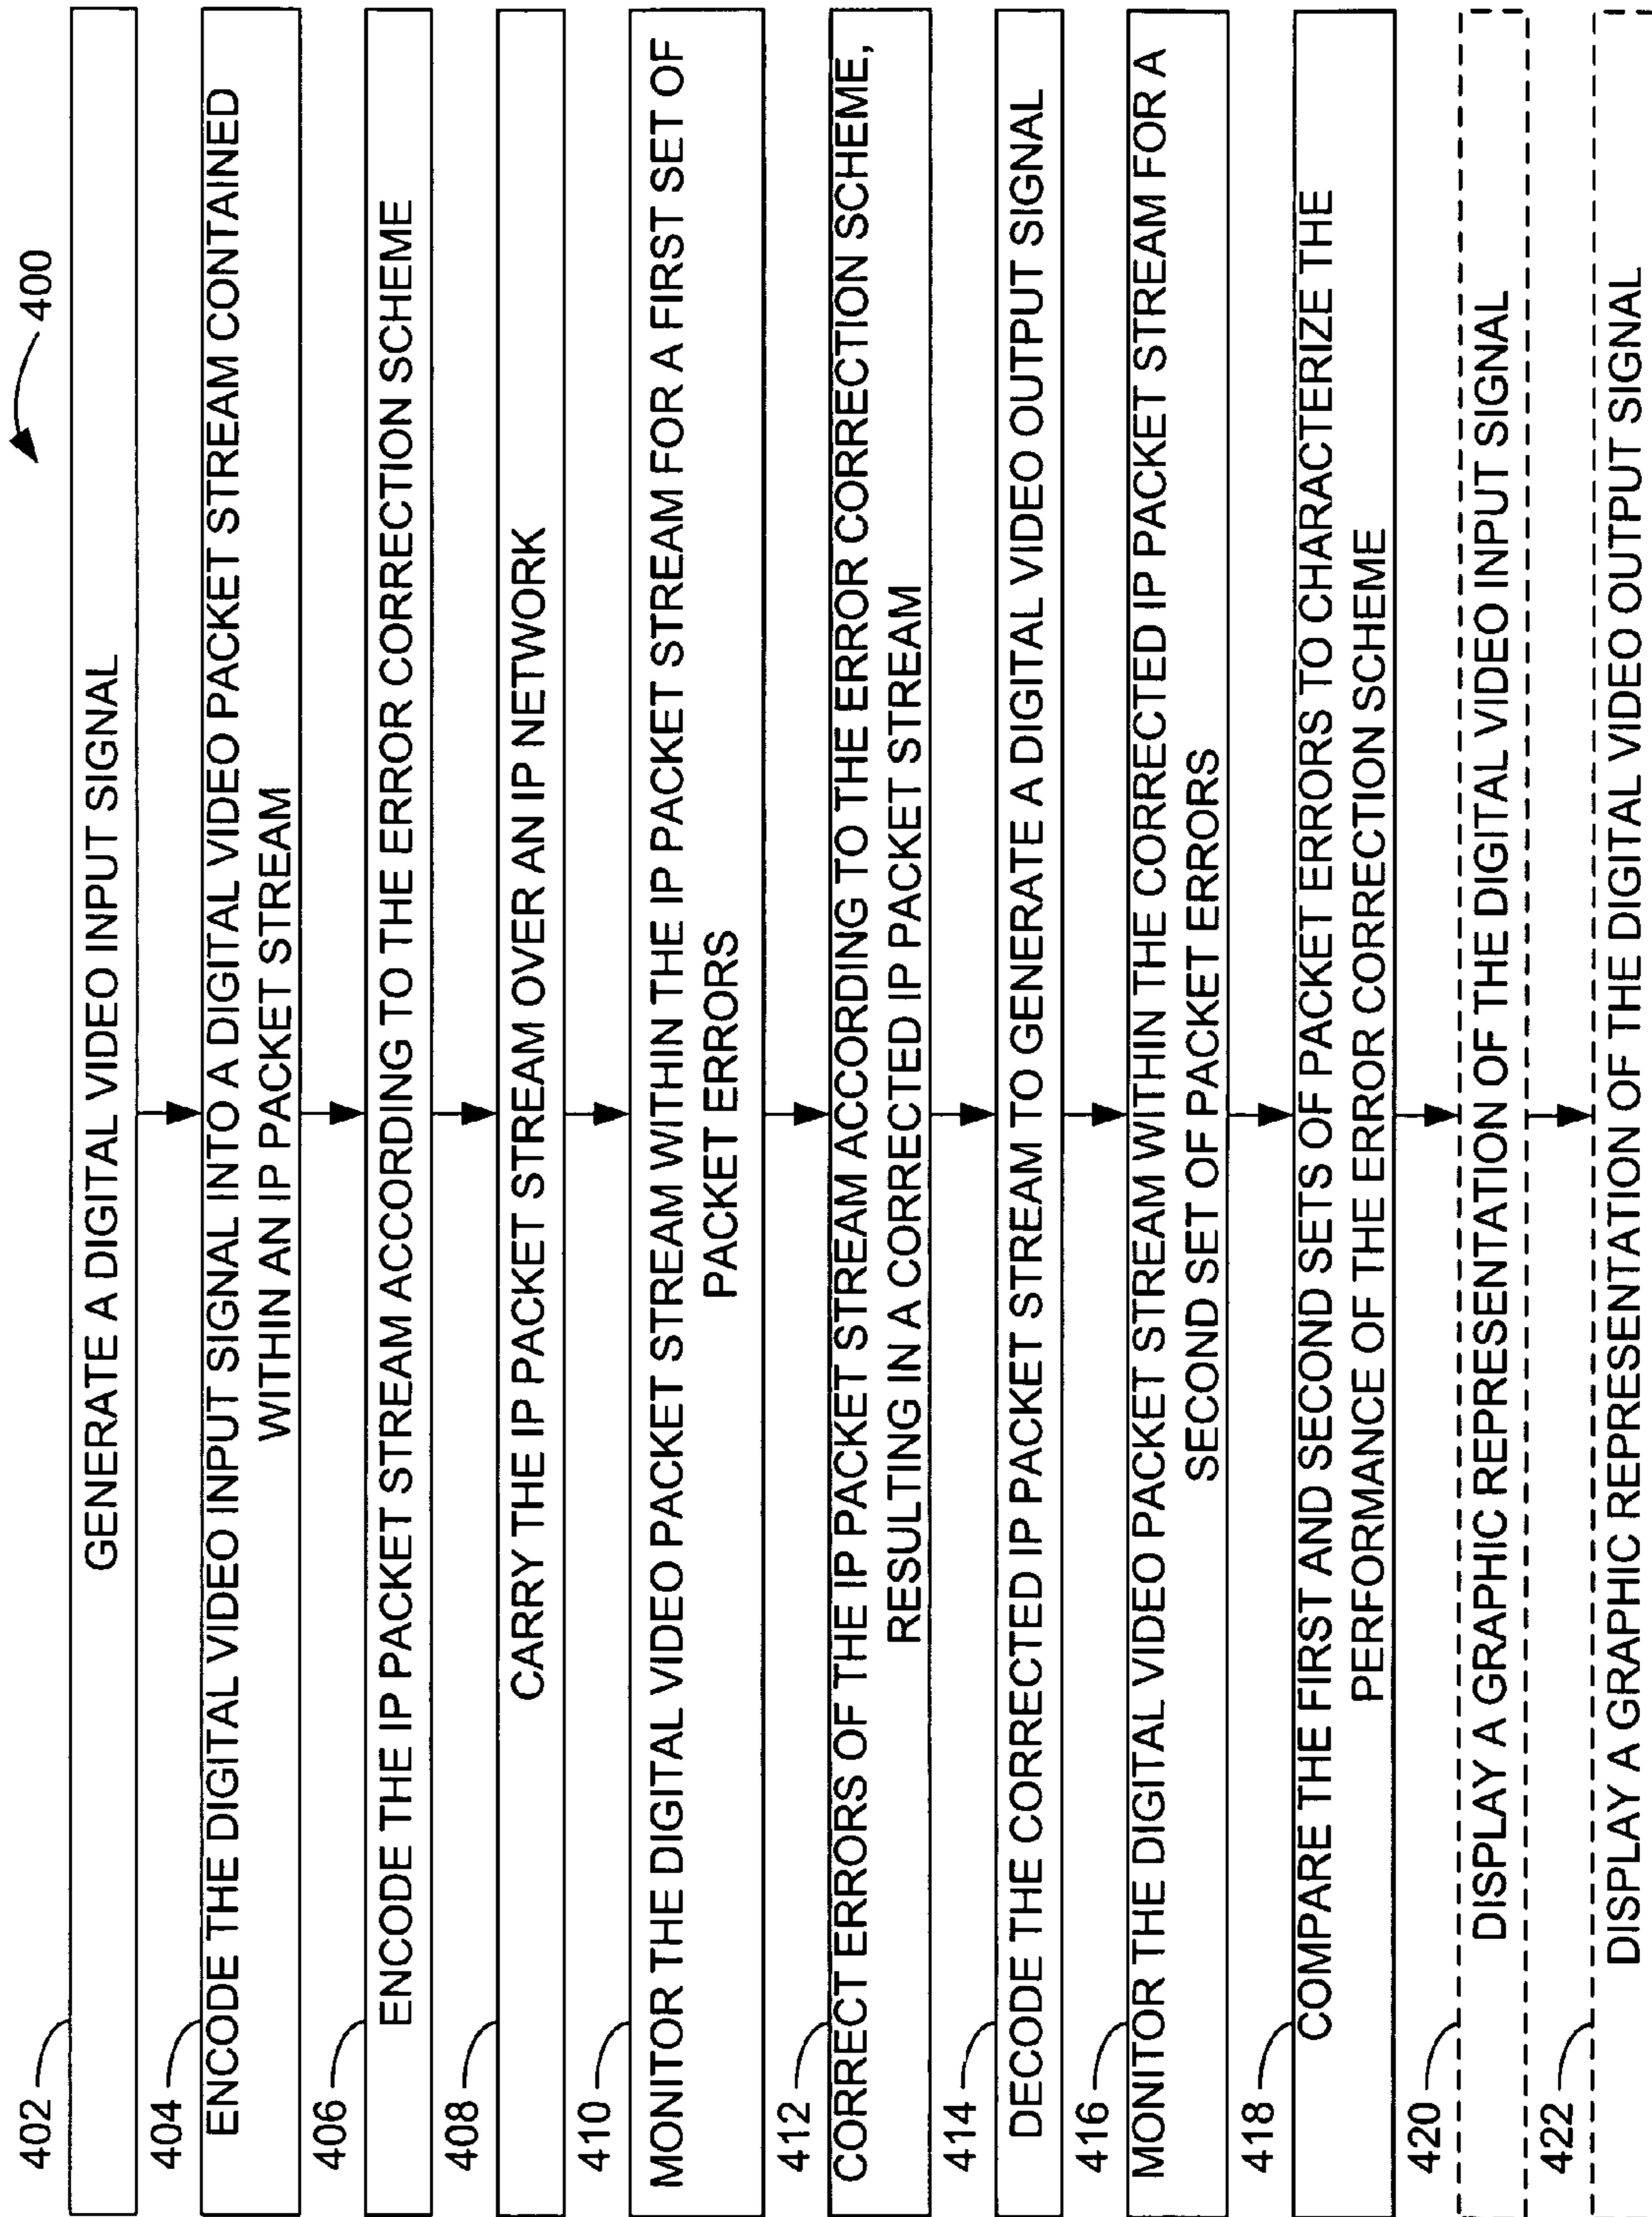 400
402
GENERATE A DIGITAL VIDEO INPUT SIGNAL
404
ENCODE THE DIGITAL VIDEO INPUT SIGNAL INTO A DIGITAL VIDEO PACKET STREAM CONTAINED
WITHIN AN IP PACKET STREAM
406
ENCODE THE IP PACKET STREAM ACCORDING TO THE ERROR CORRECTION SCHEME
408
CARRY THE IP PACKET STREAM OVER AN IP NETWORK
410
MONITOR THE DIGITAL VIDEO PACKET STREAM WITHIN THE IP PACKET STREAM FOR A FIRST SET OF
PACKET ERRORS
412
CORRECT ERRORS OF THE IP PACKET STREAM ACCORDING TO THE ERROR CORRECTION SCHEME,
RESULTING IN A CORRECTED IP PACKET STREAM
414
DECODE THE CORRECTED IP PACKET STREAM TO GENERATE A DIGITAL VIDEO OUTPUT SIGNAL
416
MONITOR THE DIGITAL VIDEO PACKET STREAM WITHIN THE CORRECTED IP PACKET STREAM FOR A
SECOND SET OF PACKET ERRORS
418
COMPARE THE FIRST AND SECOND SETS OF PACKET ERRORS TO CHARACTERIZE THE
PERFORMANCE OF THE ERROR CORRECTION SCHEME
420
DISPLAY A GRAPHIC REPRESENTATION OF THE DIGITAL VIDEO INPUT SIGNAL
422
DISPLAY A GRAPHIC REPRESENTATION OF THE DIGITAL VIDEO OUTPUT SIGNAL